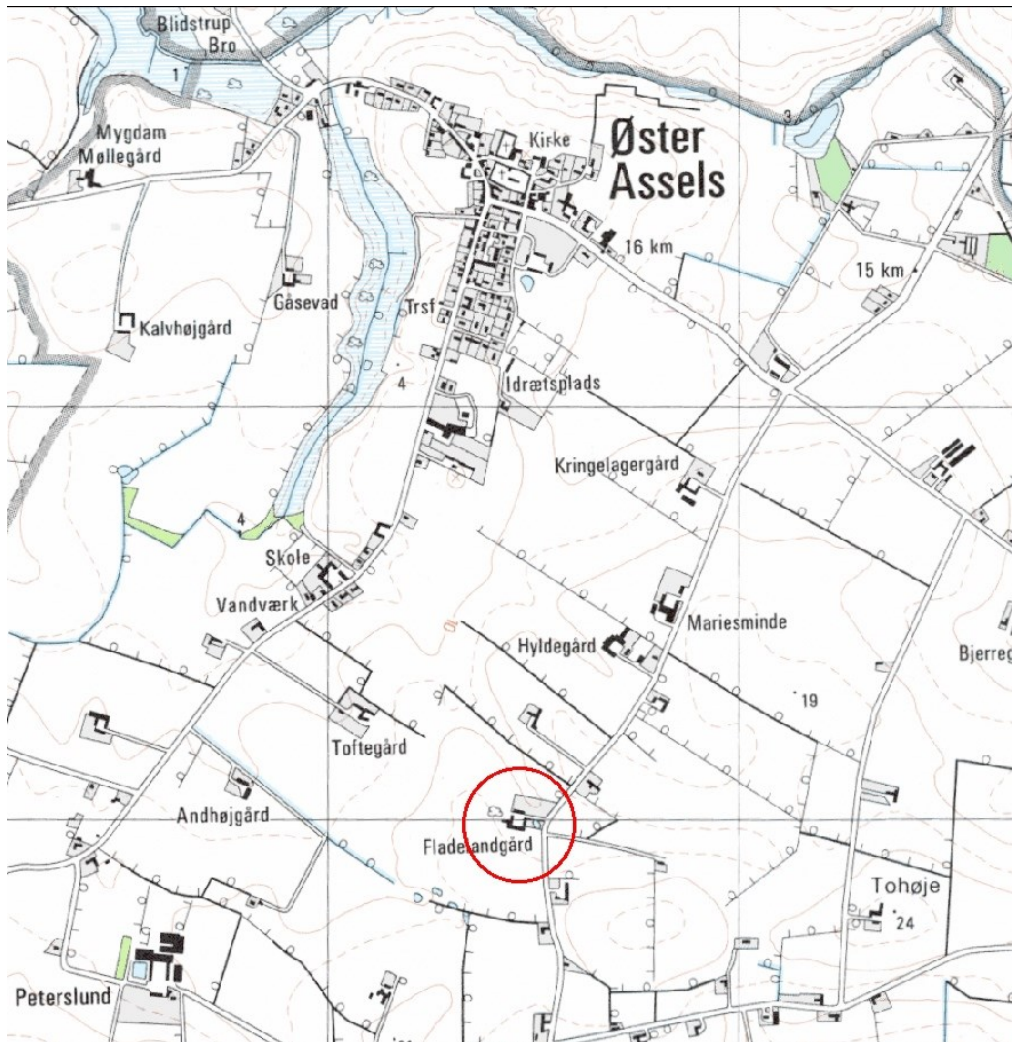 Blidstrup
Bro
17
3
Mygdam
Møllegård
Kirke
Øster
Assels
16 km
15 km
Gåsevad
Trsf
Kalvhøjgård
4
Idrætsplads
Kringelagergård
4
Skole
Vandværk
Mariesminde
Hyldegård
Bjerreg
19
Toftegård
Andhøjgård
Fladelandgård
Tohøje
24
Peterslund